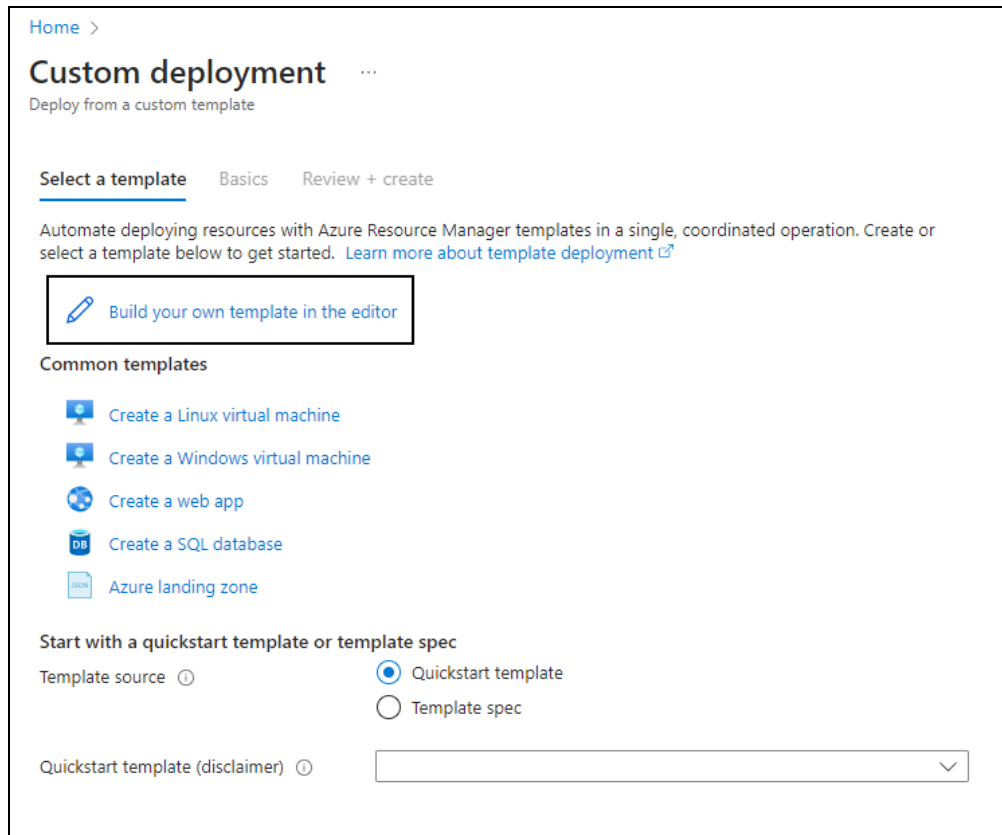 Home >
Custom deployment ...
Deploy from a custom template
Select a template Basics Review + create
Automate deploying resources with Azure Resource Manager templates in a single, coordinated operation. Create or
select a template below to get started. Learn more about template deployment
Build your own template in the editor
Common templates
Create a Linux virtual machine
Create a Windows virtual machine
Create a web app
DB Create a SQL database
JSON Azure landing zone
Start with a quickstart template or template spec
Template source Quickstart template
Template spec
Quickstart template (disclaimer)